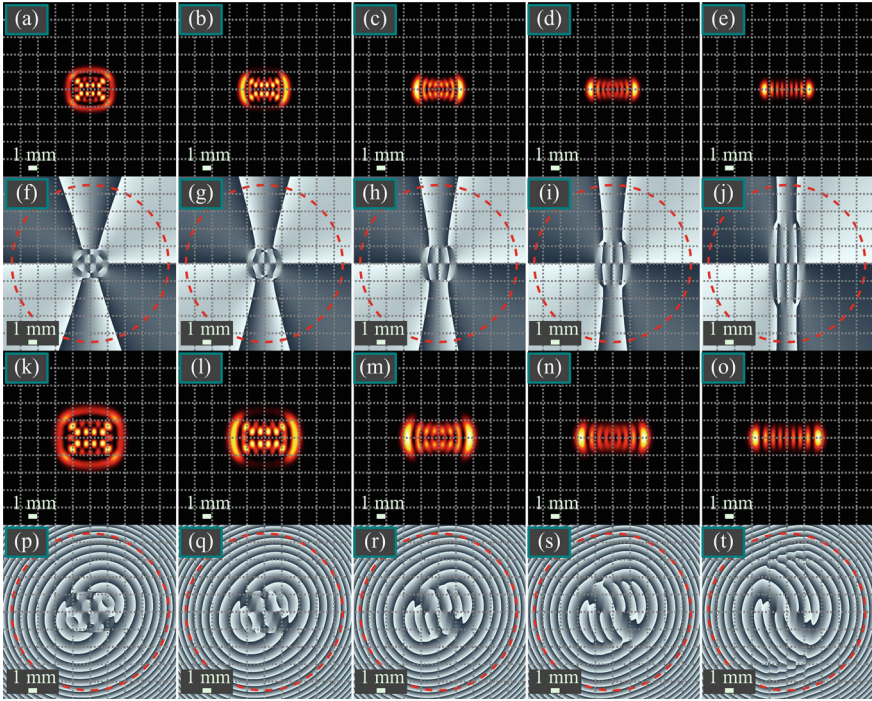 (a) (b) (c) (d) (e)
1 mm 1 mm 1 mm 1 mm 1 mm
(f) (g) (h) (i) (j)
1 mm 1 mm 1 mm 1 mm 1 mm
(k) (l) (m) (n) (o)
1 mm 1 mm 1 mm 1 mm 1 mm
(p) (q) (r) (s) (t)
1 mm 1 mm 1 mm 1 mm 1 mm